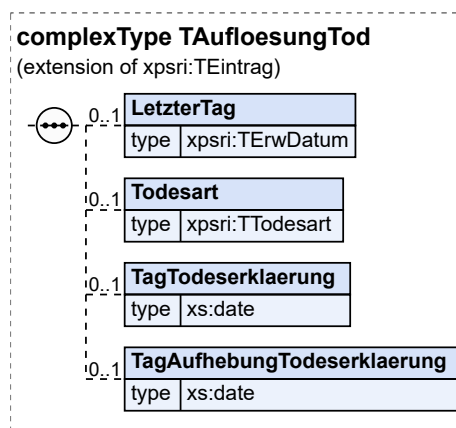 complexType TAufloesungTod
(extension of xpsri:TEintrag)
0..1 LetzterTag
type xpsri:TErwDatum
0..1 Todesart
type xpsri:TTodesart
0..1 TagTodeserklaerung
type xs:date
0..1 TagAufhebungTodeserklaerung
type xs:date